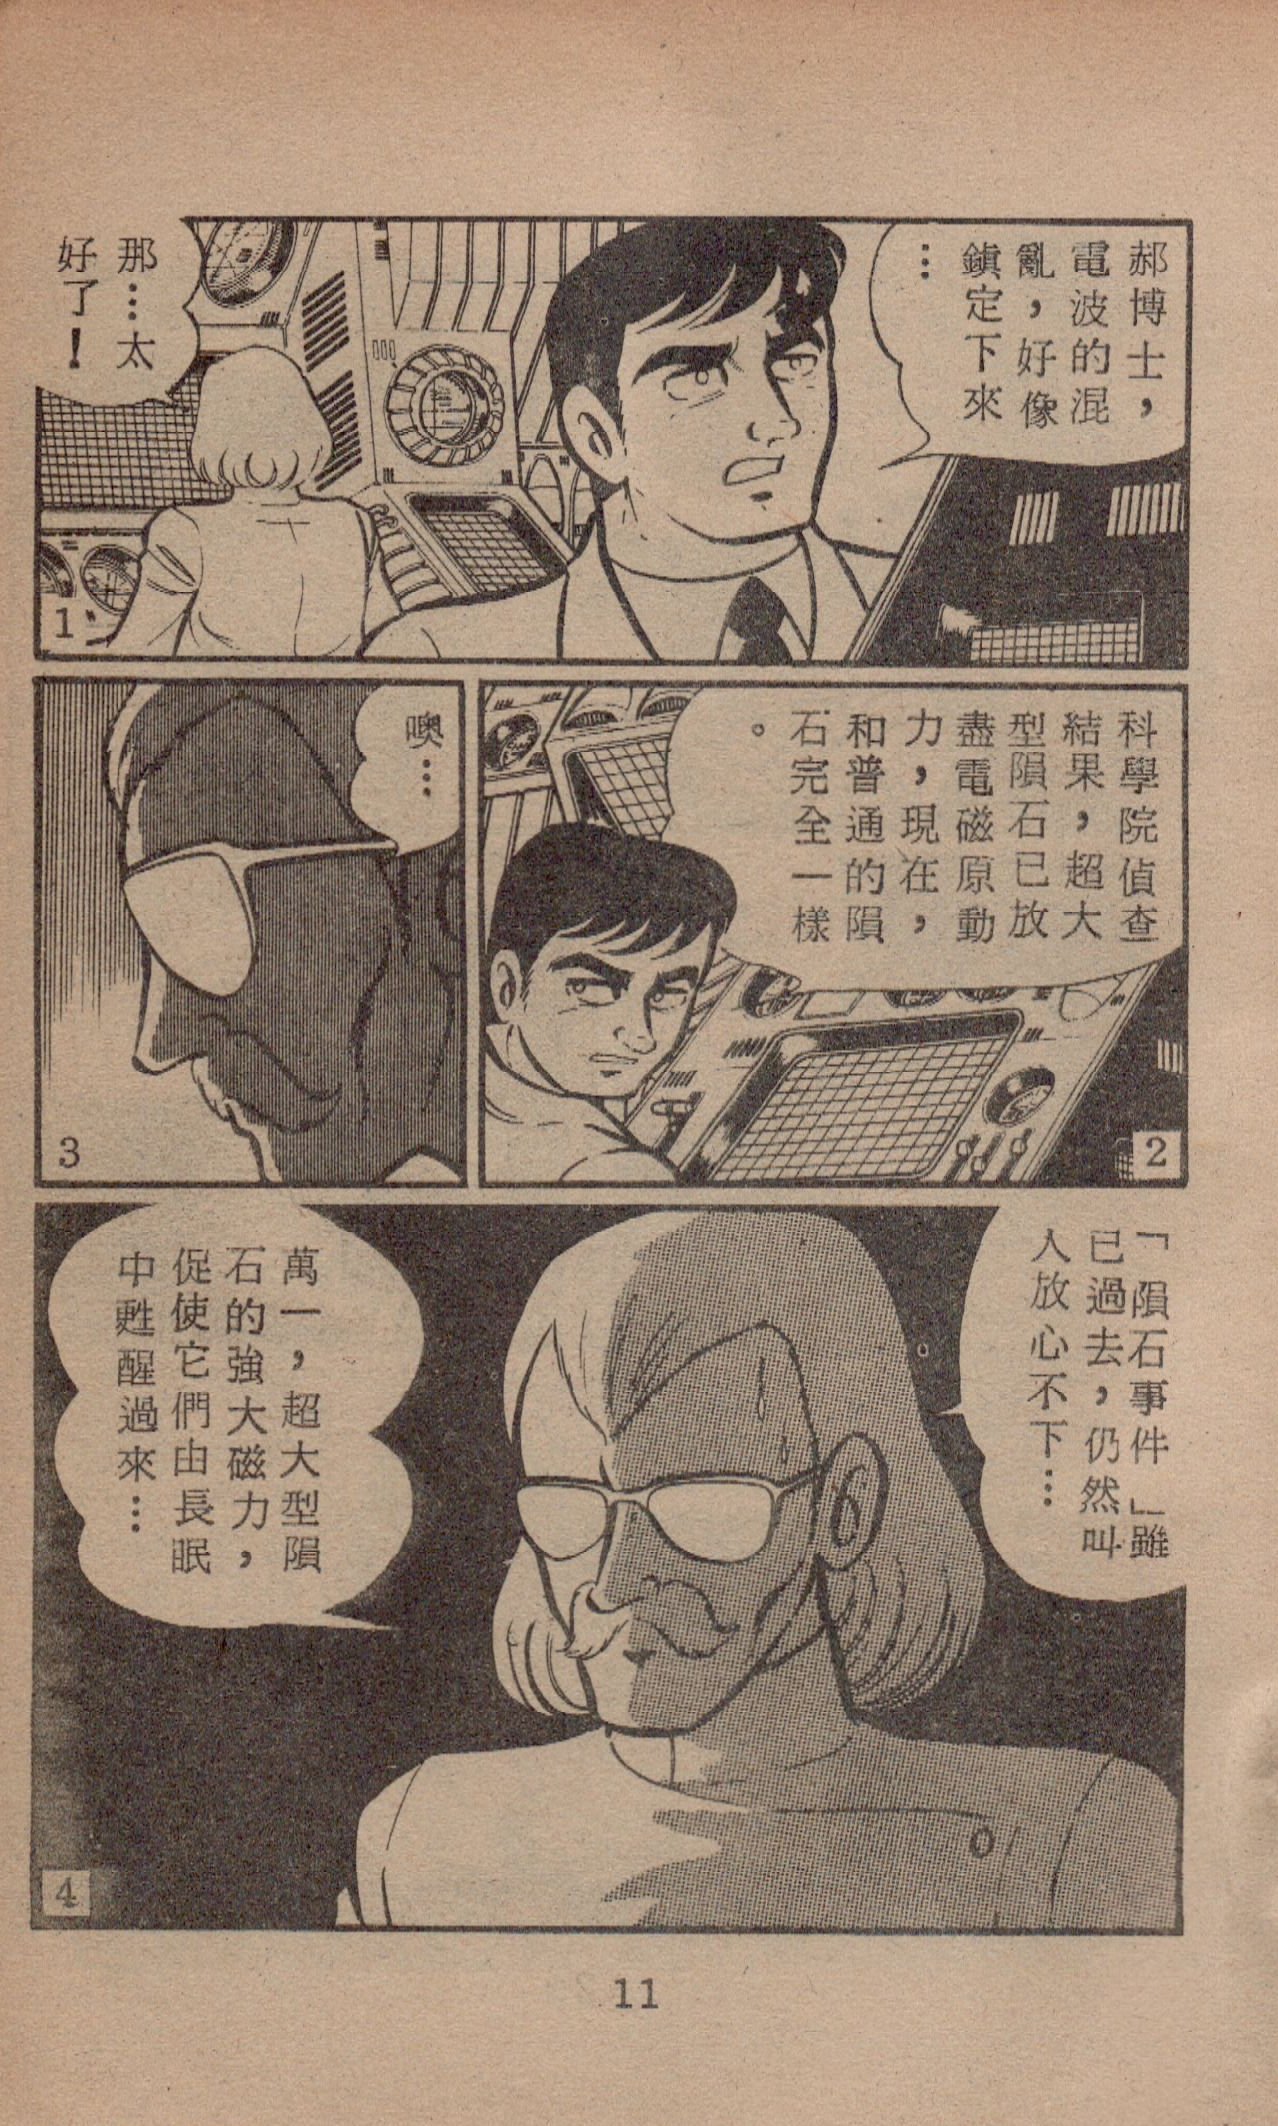 郝博士，
電波的混
亂，好像
鎮定下來
…
那…太
好了！
1
科學院偵查
結果，超大
型隕石已放
盡電磁原動
力，現在，
和普通的隕
石完全一樣
。
2
噢…
3
「隕石事件」雖
已過去，仍然叫
人放心不下…
萬一，超大型隕
石的強大磁力，
促使它們由長眠
中甦醒過來…
4
11